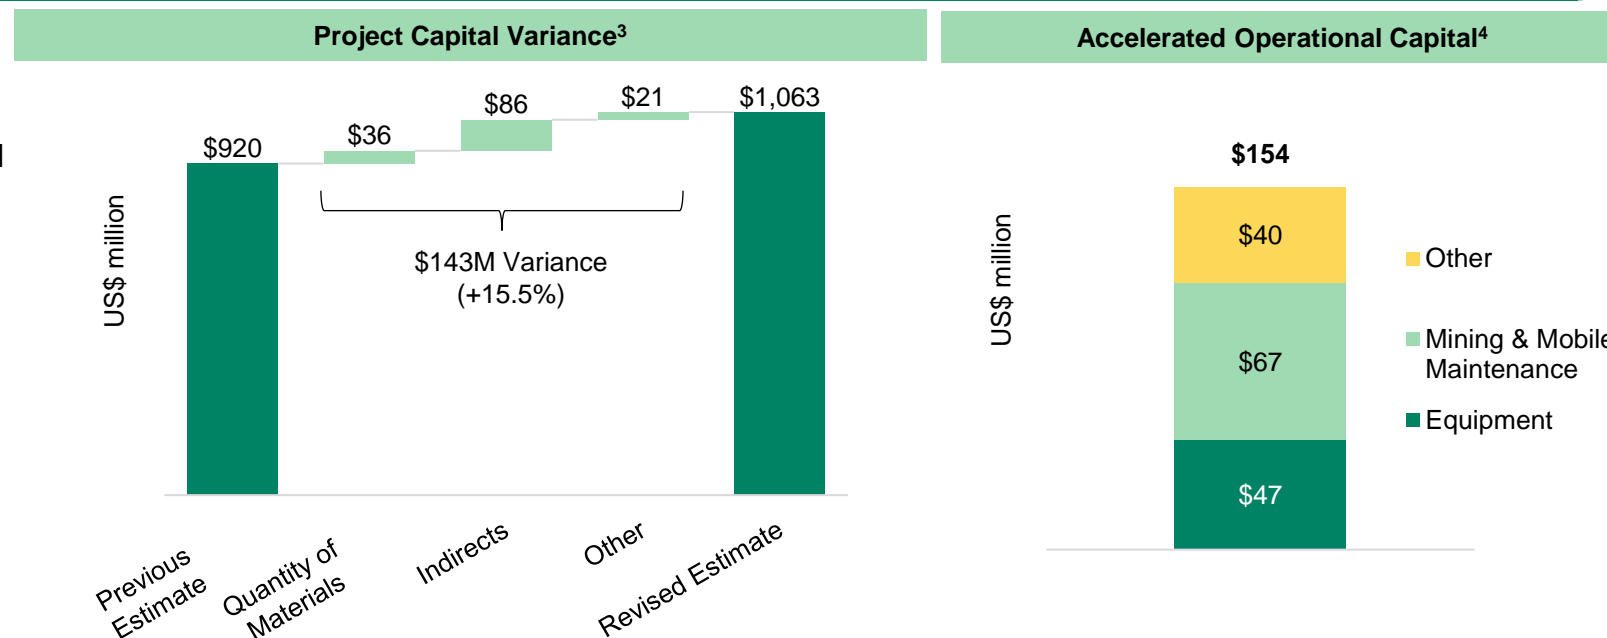 Project Capital Variance³
Accelerated Operational Capital⁴
US$ million
$920
$36
$86
$21
$1,063
$143M Variance
(+15.5%)
Previous
Estimate
Quantity of
Materials
Indirects
Other
Revised Estimate
US$ million
$154
$40
$67
$47
Other
Mining & Mobile
Maintenance
Equipment